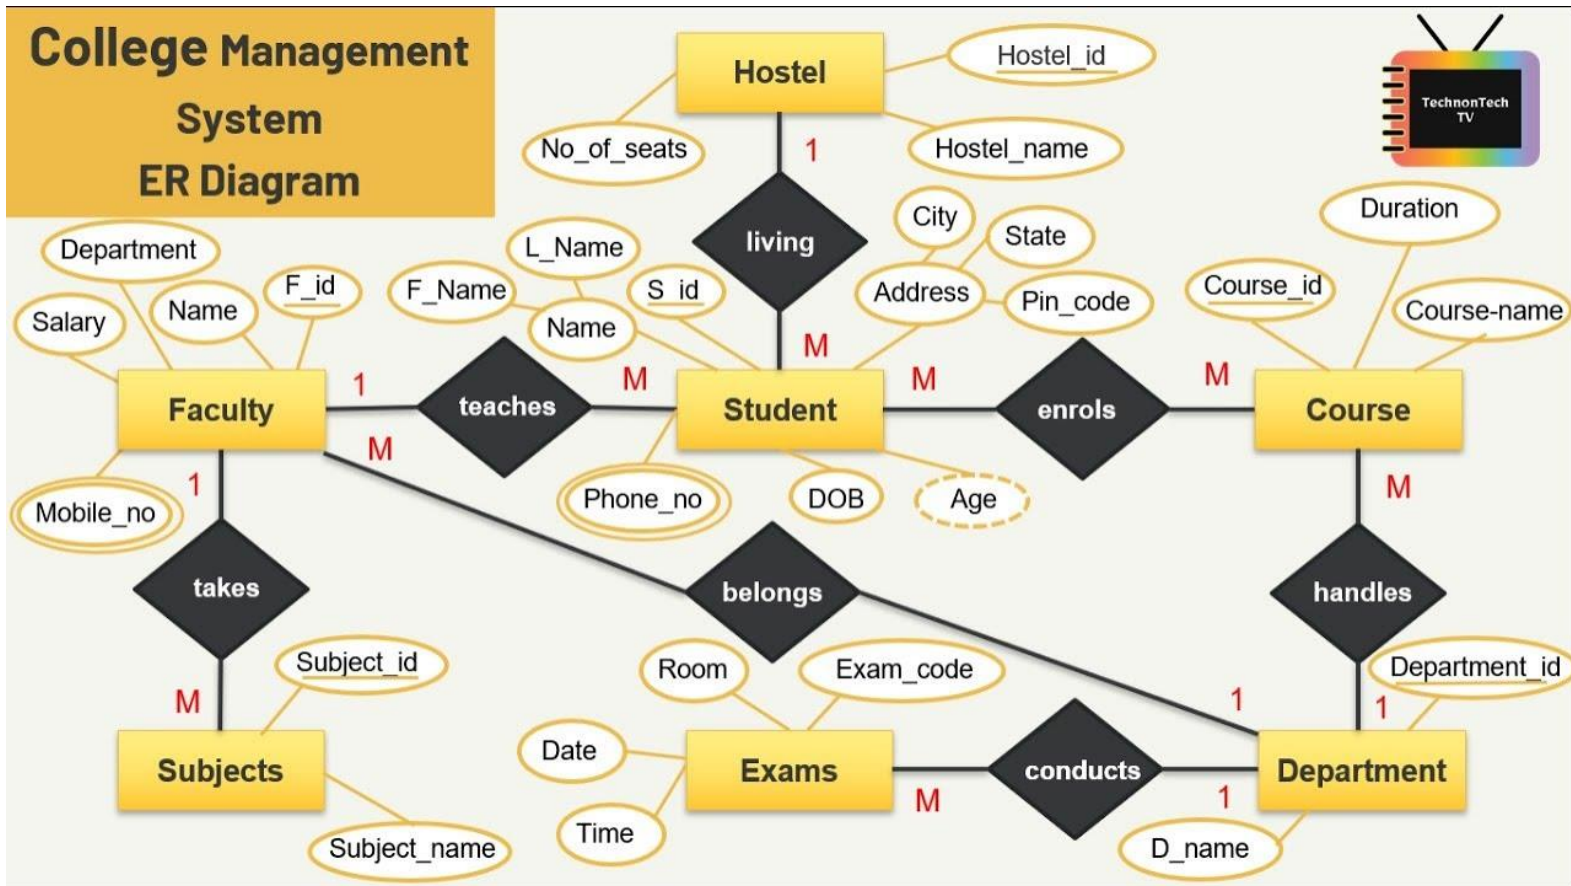 College Management
System
ER Diagram
Hostel
Hostel_id
No_of_seats
Hostel_name
TechnonTech
TV
1
living
M
City
State
Address
Pin_code
Duration
Course_id
Course-name
Department
Salary
Name
F_id
L_Name
F_Name
S_id
Name
Faculty
1
teaches
M
Student
M
enrols
M
Course
M
1
Mobile_no
Phone_no
DOB
Age
M
takes
belongs
handles
M
Subject_id
Room
Exam_code
1
1
Department_id
Subjects
Date
Exams
M
conducts
1
Department
Time
Subject_name
D_name